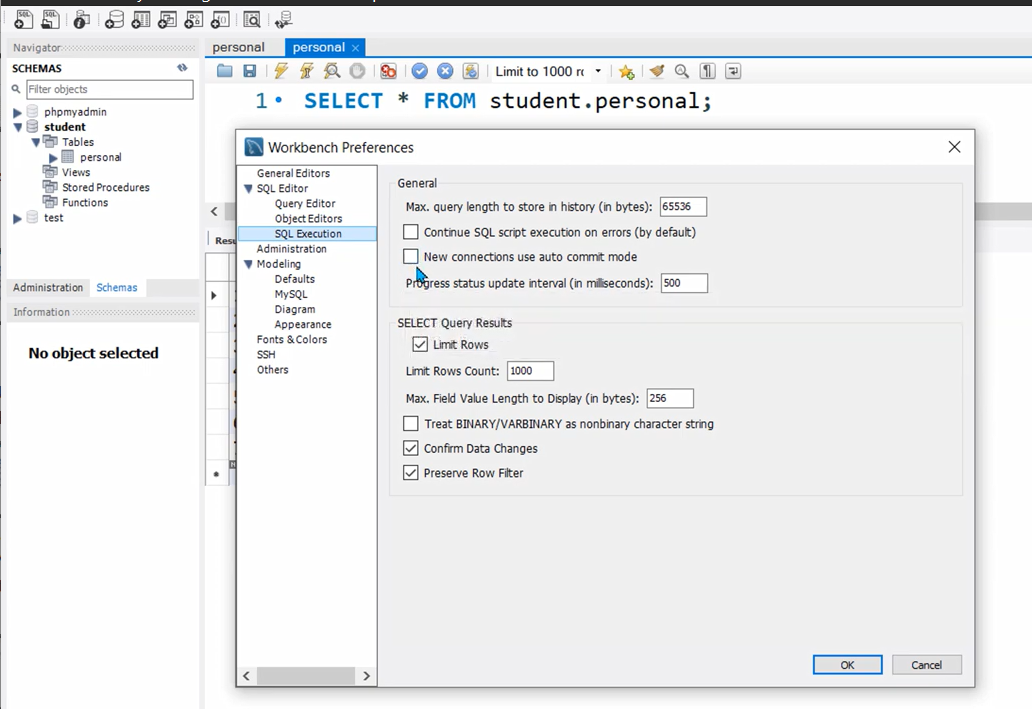 Navigator
SCHEMAS
Filter objects
phpmyadmin
student
Tables
personal
Views
Stored Procedures
Functions
test
Administration Schemas
Information
No object selected
personal
personal ×
Limit to 1000
1 • SELECT * FROM student.personal;
Workbench Preferences
General Editors
SQL Editor
Query Editor
Object Editors
SQL Execution
Administration
Modeling
Defaults
MySQL
Diagram
Appearance
Fonts & Colors
SSH
Others
General
Max. query length to store in history (in bytes): 65536
Continue SQL script execution on errors (by default)
New connections use auto commit mode
Progress status update interval (in milliseconds): 500
SELECT Query Results
Limit Rows
Limit Rows Count: 1000
Max. Field Value Length to Display (in bytes): 256
Treat BINARY/VARBINARY as nonbinary character string
Confirm Data Changes
Preserve Row Filter
OK Cancel